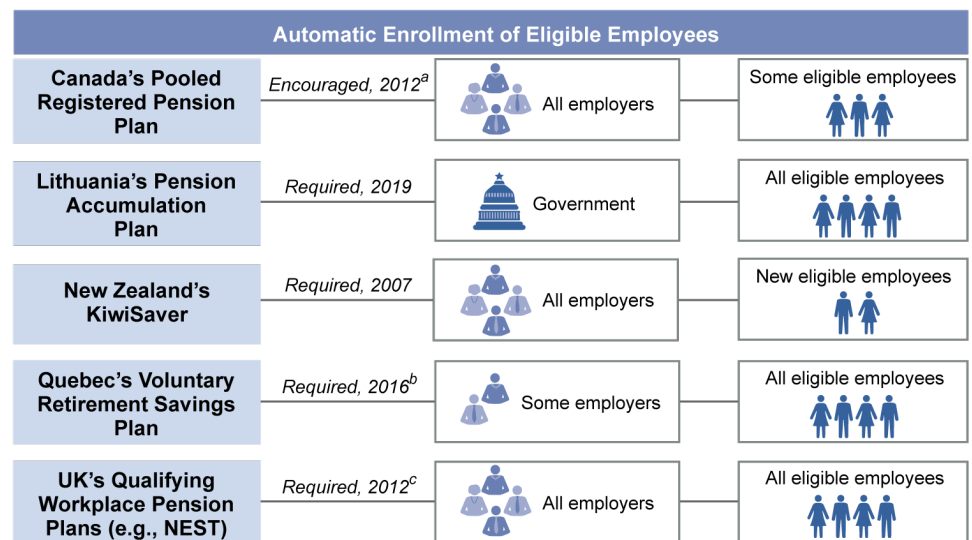 Automatic Enrollment of Eligible Employees
Canada's Pooled
Registered Pension
Plan
Encouraged, 2012a
All employers
Some eligible employees
Lithuania's Pension
Accumulation
Plan
Required, 2019
Government
All eligible employees
New Zealand's
KiwiSaver
Required, 2007
All employers
New eligible employees
Quebec's Voluntary
Retirement Savings
Plan
Required, 2016b
Some employers
All eligible employees
UK's Qualifying
Workplace Pension
Plans (e.g., NEST)
Required, 2012c
All employers
All eligible employees